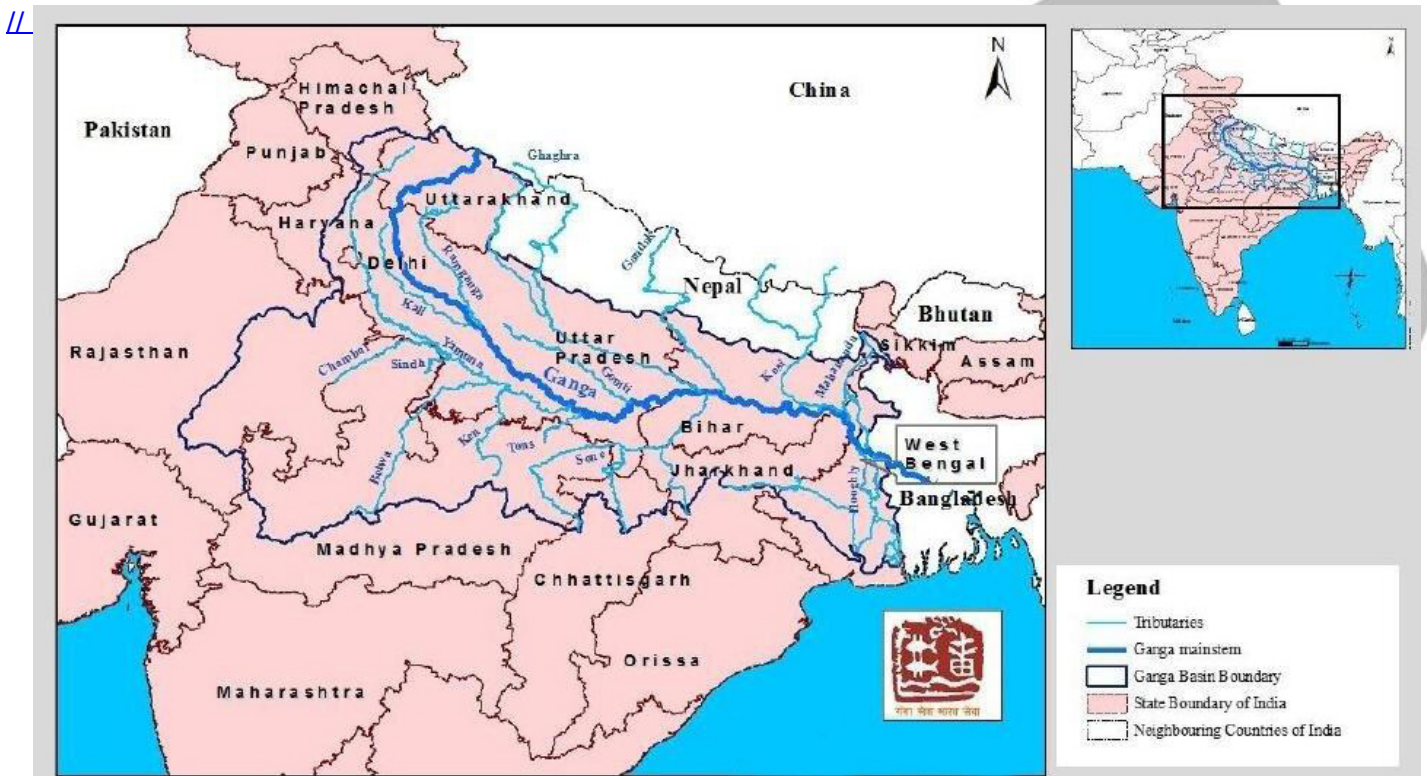 //
N
China
Himachal
Pradesh
Pakistan
Punjab
Ghaghra
Uttarakhand
Haryana
Delhi
Ramganga
Gandak
Nepal
Bhutan
Kali
Uttar
Pradesh
Sikkim
Assam
Rajasthan
Chambal
Sindh
Yamuna
Ganga
Gomti
Kosi
Mahananda
Bihar
Ken
Tons
Sone
Betwa
West
Bengal
Jharkhand
Hooghly
Bangladesh
Gujarat
Madhya Pradesh
Chhattisgarh
Orissa
Maharashtra
Legend
Tributaries
Ganga mainstem
Ganga Basin Boundary
State Boundary of India
Neighbouring Countries of India